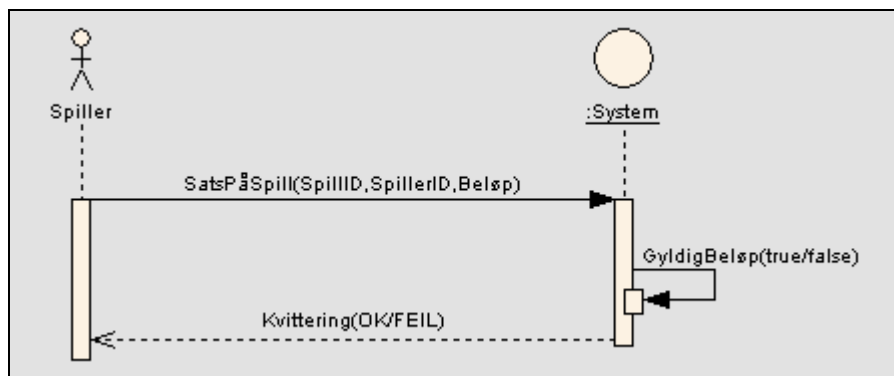 Spiller
:System
SatsPåSpill(SpillID,SpillerID,Beløp)
GyldigBeløp(true/false)
Kvittering(OK/FEIL)